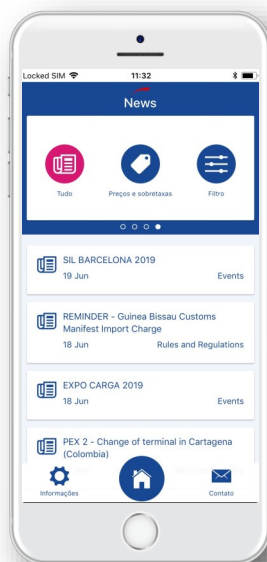 Locked SIM 11:32
News
Tudo Preços e sobretaxas Filtro
SIL BARCELONA 2019
19 Jun Events
REMINDER - Guinea Bissau Customs
Manifest Import Charge
18 Jun Rules and Regulations
EXPO CARGA 2019
18 Jun Events
PEX 2 - Change of terminal in Cartagena
(Colombia)
Informações Contato